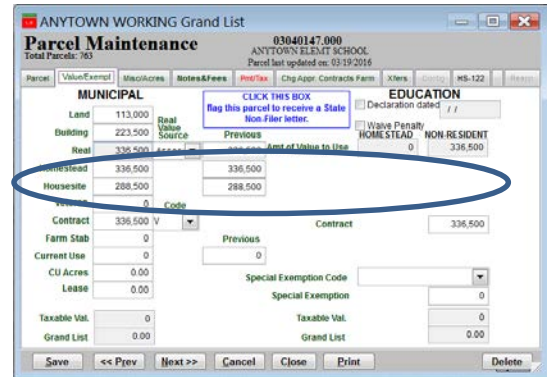 ANYTOWN WORKING Grand List
Parcel Maintenance
Total Parcels: 763
03040147.000
ANYTOWN ELEMT SCHOOL
Parcel last updated on: 03/19/2016
Parcel Value/Exempt Misc/Acres Notes&Fees Pmt/Tax Chg Appr. Contracts Farm Xfers Config HS-122
MUNICIPAL
CLICK THIS BOX
flag this parcel to receive a State
Non-Filer letter.
EDUCATION
Declaration dated / /
Waive Penalty
Land 113,000
Building 223,500
Real Value Source
Previous
HOMESTEAD NON-RESIDENT
Real 336,500
Amt of Value to Use 0 336,500
Homestead 336,500 336,500
Housesite 288,500 288,500
0 Code
Contract 336,500 V Contract 336,500
Farm Stab 0 Previous
Current Use 0 0
CU Acres 0.00 Special Exemption Code
Lease 0.00 Special Exemption 0
Taxable Val. 0 Taxable Val. 0
Grand List 0.00 Grand List 0.00
Save << Prev Next >> Cancel Close Print Delete